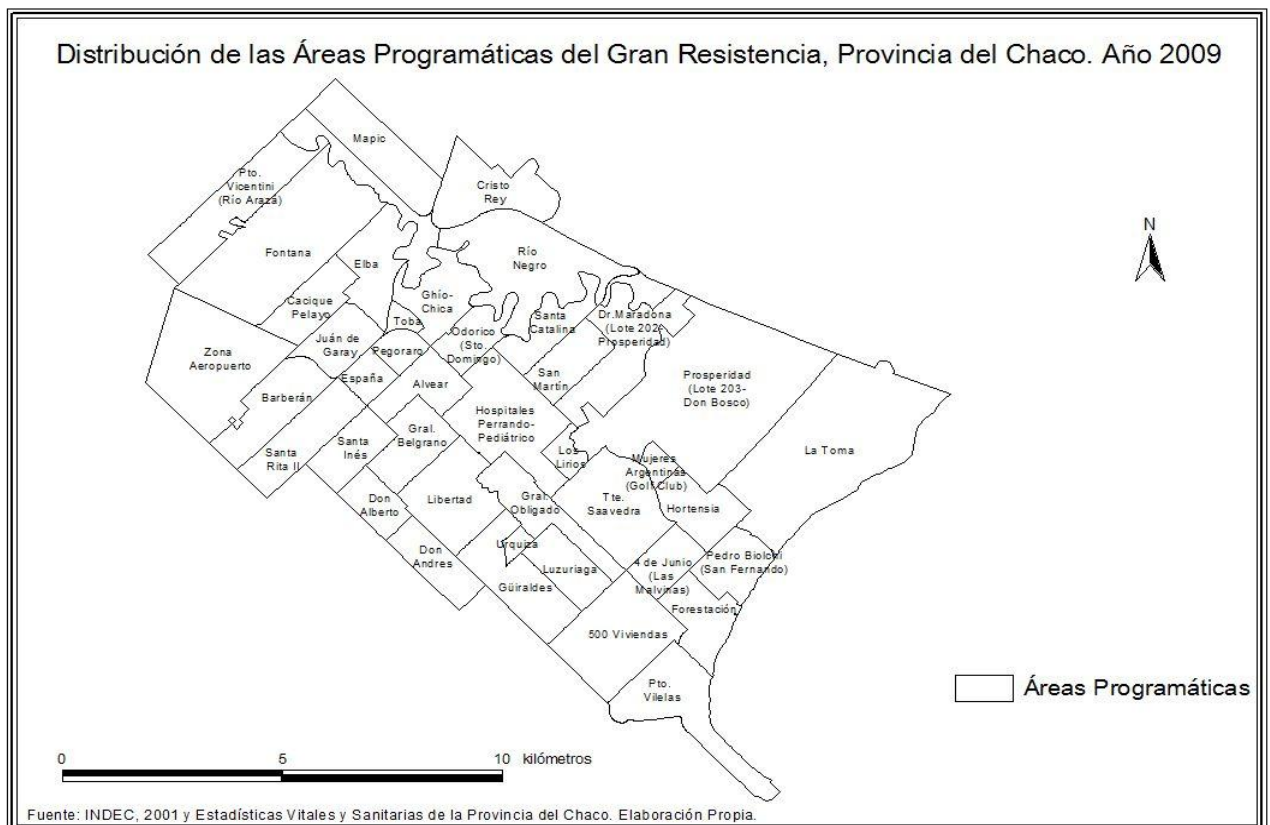 Distribución de las Áreas Programáticas del Gran Resistencia, Provincia del Chaco. Año 2009
Mapic
Pto.
Vicentini
(Río Arazá)
Cristo
Rey
N
Fontana
Elba
Río
Negro
Cacique
Pelayo
Ghío-
Chica
Toba
Santa
Catalina
Dr.Maradona
(Lote 202-
Prosperidad)
Zona
Aeropuerto
Juán de
Garay
Pegoraro
Odorico
(Sto.
Domingo)
España
Alvear
San
Martín
Prosperidad
(Lote 203-
Don Bosco)
Barberán
Hospitales
Perrando-
Pediátrico
Santa
Rita II
Santa
Inés
Gral.
Belgrano
Los
Lirios
La Toma
Mujeres
Argentinas
(Golf Club)
Don
Alberto
Libertad
Gral.
Obligado
Tte.
Saavedra
Hortensia
Don
Andres
Urquiza
Luzuriaga
4 de Junio
(Las
Malvinas)
Pedro Biolchi
(San Fernando)
Güiraldes
Forestación
500 Viviendas
Pto.
Vilelas
Áreas Programáticas
0 5 10 kilómetros
Fuente: INDEC, 2001 y Estadísticas Vitales y Sanitarias de la Provincia del Chaco. Elaboración Propia.